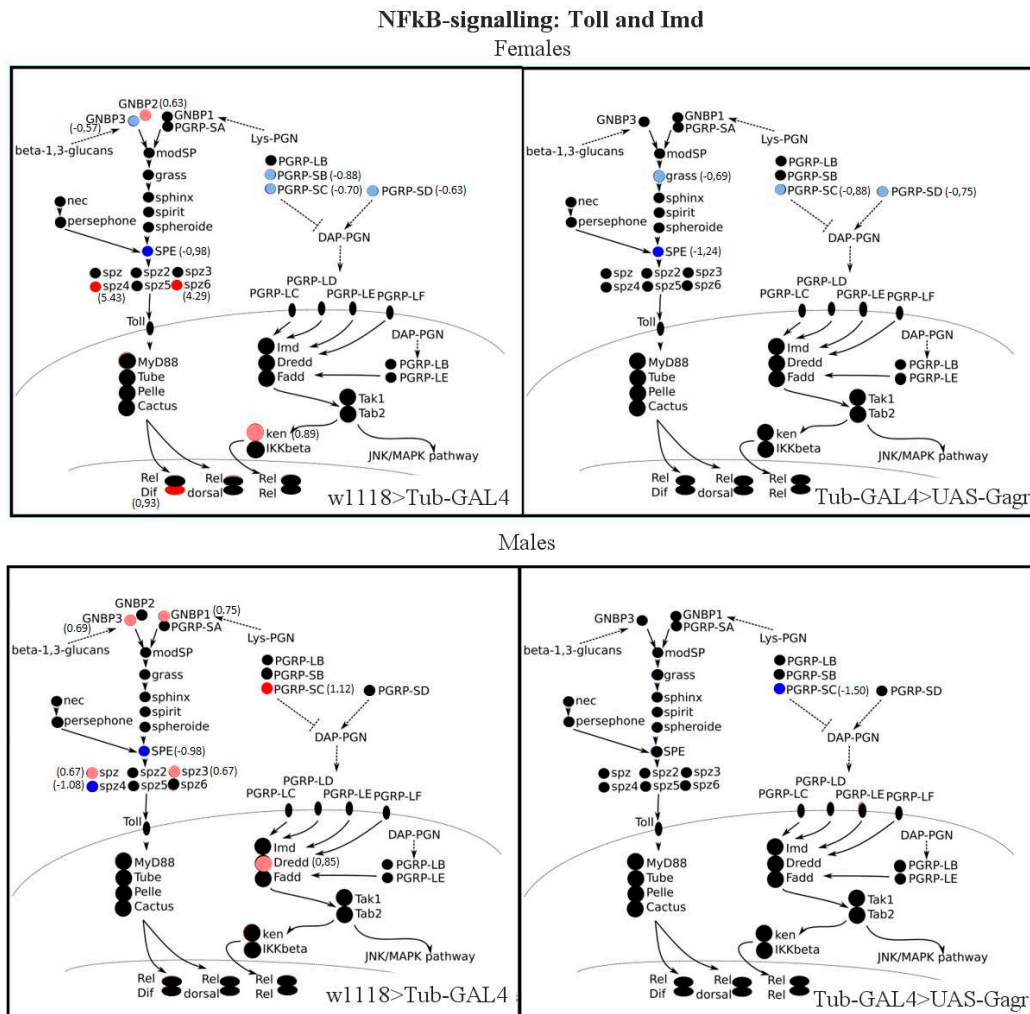 NFkB-signalling: Toll and Imd
Females
GNBP2 (0.63)
GNBP3
GNBP1
(-0.57)
PGRP-SA
beta-1,3-glucans
Lys-PGN
modSP
PGRP-LB
grass
PGRP-SB (-0.88)
PGRP-SC (-0.70)
PGRP-SD (-0.63)
nec
sphinx
persephone
spirit
spheroide
DAP-PGN
SPE (-0,98)
spz
spz2
spz3
spz4
spz5
spz6
(5.43)
(4.29)
PGRP-LC
PGRP-LD
PGRP-LE
PGRP-LF
Toll
DAP-PGN
MyD88
Imd
Tube
Dredd
PGRP-LB
Pelle
Fadd
PGRP-LE
Cactus
Tak1
Tab2
ken (0.89)
IKKbeta
JNK/MAPK pathway
Rel
Rel
Rel
Dif
dorsal
Rel
(0,93)
w1118>Tub-GAL4
GNBP3
GNBP1
PGRP-SA
beta-1,3-glucans
Lys-PGN
modSP
PGRP-LB
grass (-0,69)
PGRP-SB
PGRP-SC (-0,88)
PGRP-SD (-0,75)
nec
sphinx
persephone
spirit
spheroide
DAP-PGN
SPE (-1,24)
spz
spz2
spz3
spz4
spz5
spz6
PGRP-LC
PGRP-LD
PGRP-LE
PGRP-LF
Toll
DAP-PGN
MyD88
Imd
Tube
Dredd
PGRP-LB
Pelle
Fadd
PGRP-LE
Cactus
Tak1
Tab2
ken
IKKbeta
JNK/MAPK pathway
Rel
Rel
Rel
Dif
dorsal
Rel
Tub-GAL4>UAS-Gagr
Males
GNBP2
GNBP3
GNBP1 (0.75)
(0.69)
PGRP-SA
beta-1,3-glucans
Lys-PGN
modSP
PGRP-LB
grass
PGRP-SB
PGRP-SC (1,12)
PGRP-SD
nec
sphinx
persephone
spirit
spheroide
DAP-PGN
SPE (-0.98)
(0.67) spz
spz2
spz3 (0.67)
(-1.08) spz4
spz5
spz6
PGRP-LC
PGRP-LD
PGRP-LE
PGRP-LF
Toll
DAP-PGN
MyD88
Imd
Tube
Dredd (0,85)
PGRP-LB
Pelle
Fadd
PGRP-LE
Cactus
Tak1
Tab2
ken
IKKbeta
JNK/MAPK pathway
Rel
Rel
Rel
Dif
dorsal
Rel
w1118>Tub-GAL4
GNBP3
GNBP1
PGRP-SA
beta-1,3-glucans
Lys-PGN
modSP
PGRP-LB
grass
PGRP-SB
PGRP-SC (-1.50)
PGRP-SD
nec
sphinx
persephone
spirit
spheroide
DAP-PGN
SPE
spz
spz2
spz3
spz4
spz5
spz6
PGRP-LC
PGRP-LD
PGRP-LE
PGRP-LF
Toll
DAP-PGN
MyD88
Imd
Tube
Dredd
PGRP-LB
Pelle
Fadd
PGRP-LE
Cactus
Tak1
Tab2
ken
IKKbeta
JNK/MAPK pathway
Rel
Rel
Rel
Dif
dorsal
Rel
Tub-GAL4>UAS-Gagr